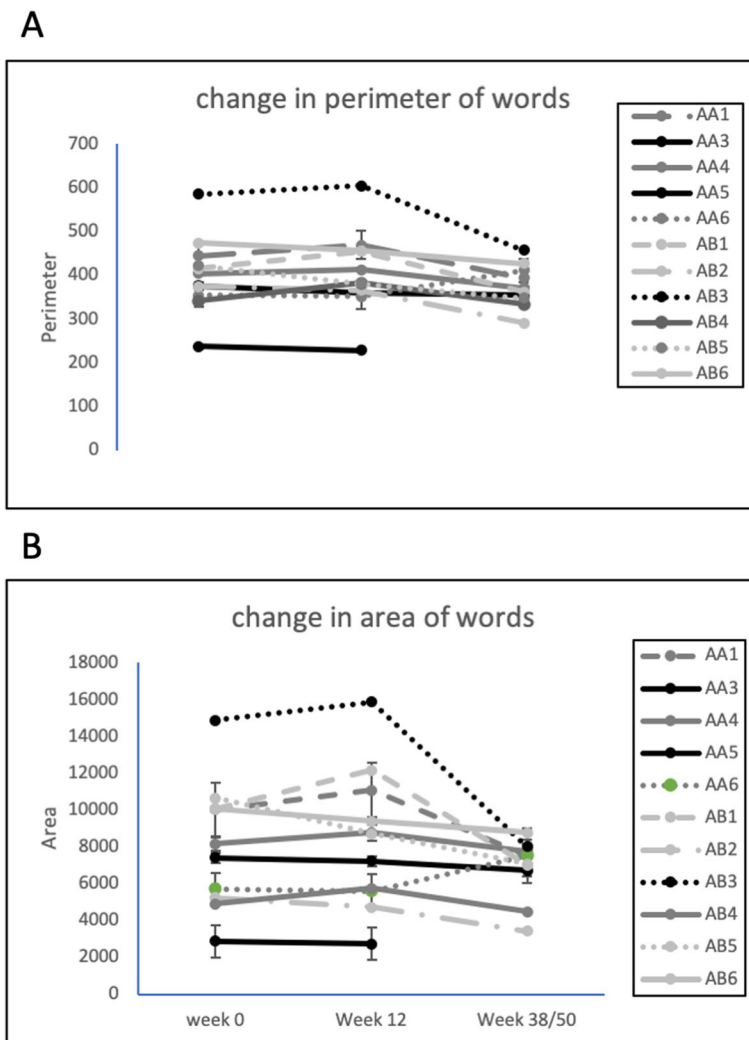 A
change in perimeter of words
700
600
500
400
300
200
100
0
Perimeter
AA1
AA3
AA4
AA5
AA6
AB1
AB2
AB3
AB4
AB5
AB6
B
change in area of words
18000
16000
14000
12000
10000
8000
6000
4000
2000
0
Area
week 0 Week 12 Week 38/50
AA1
AA3
AA4
AA5
AA6
AB1
AB2
AB3
AB4
AB5
AB6